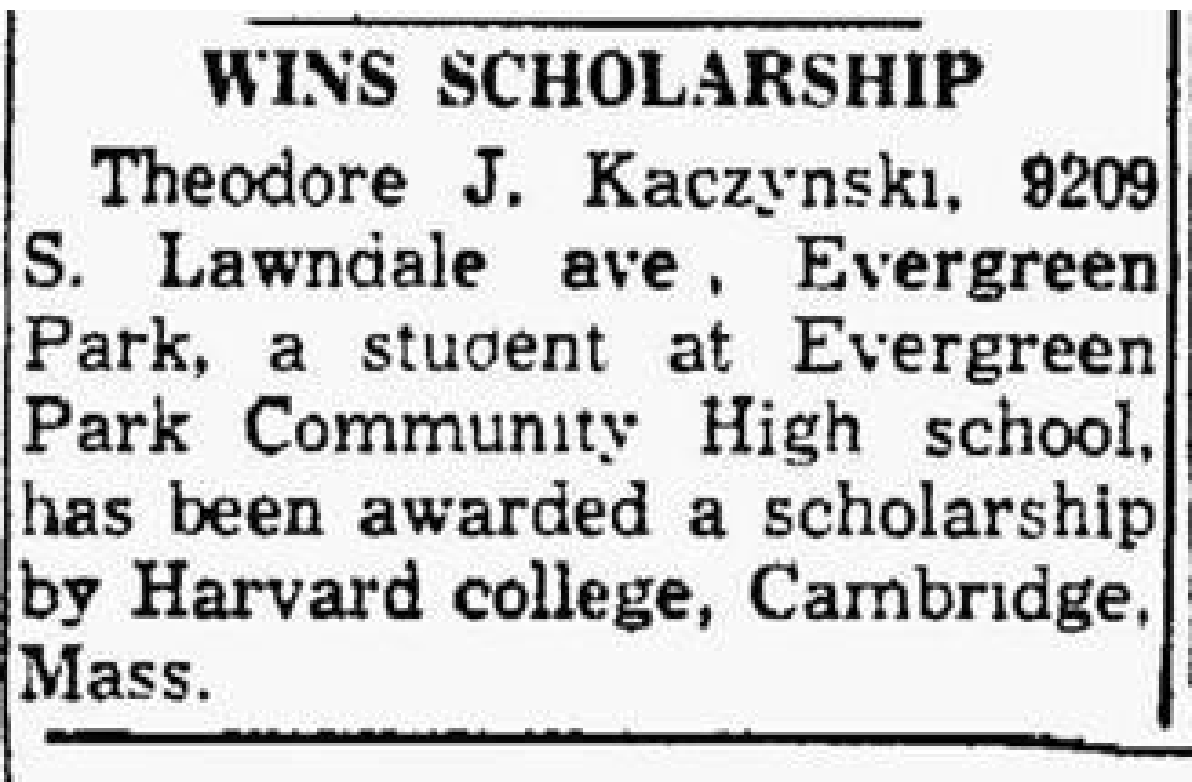 WINS SCHOLARSHIP
Theodore J. Kaczynski, 9209
S. Lawndale ave., Evergreen
Park, a student at Evergreen
Park Community High school,
has been awarded a scholarship
by Harvard college, Cambridge,
Mass.